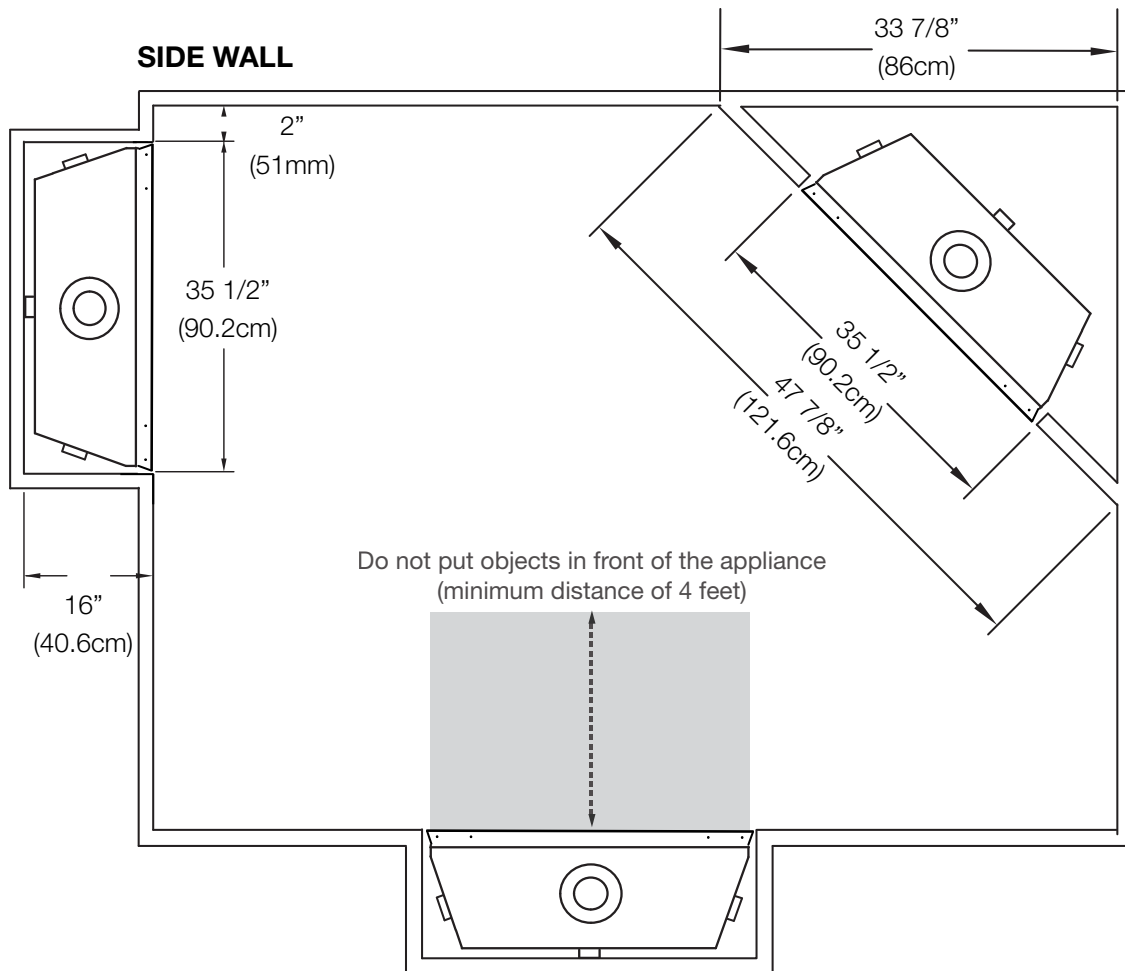 SIDE WALL
33 7/8”
(86cm)
2”
(51mm)
35 1/2”
(90.2cm)
35 1/2”
(90.2cm)
47 7/8”
(121.6cm)
Do not put objects in front of the appliance
(minimum distance of 4 feet)
16”
(40.6cm)